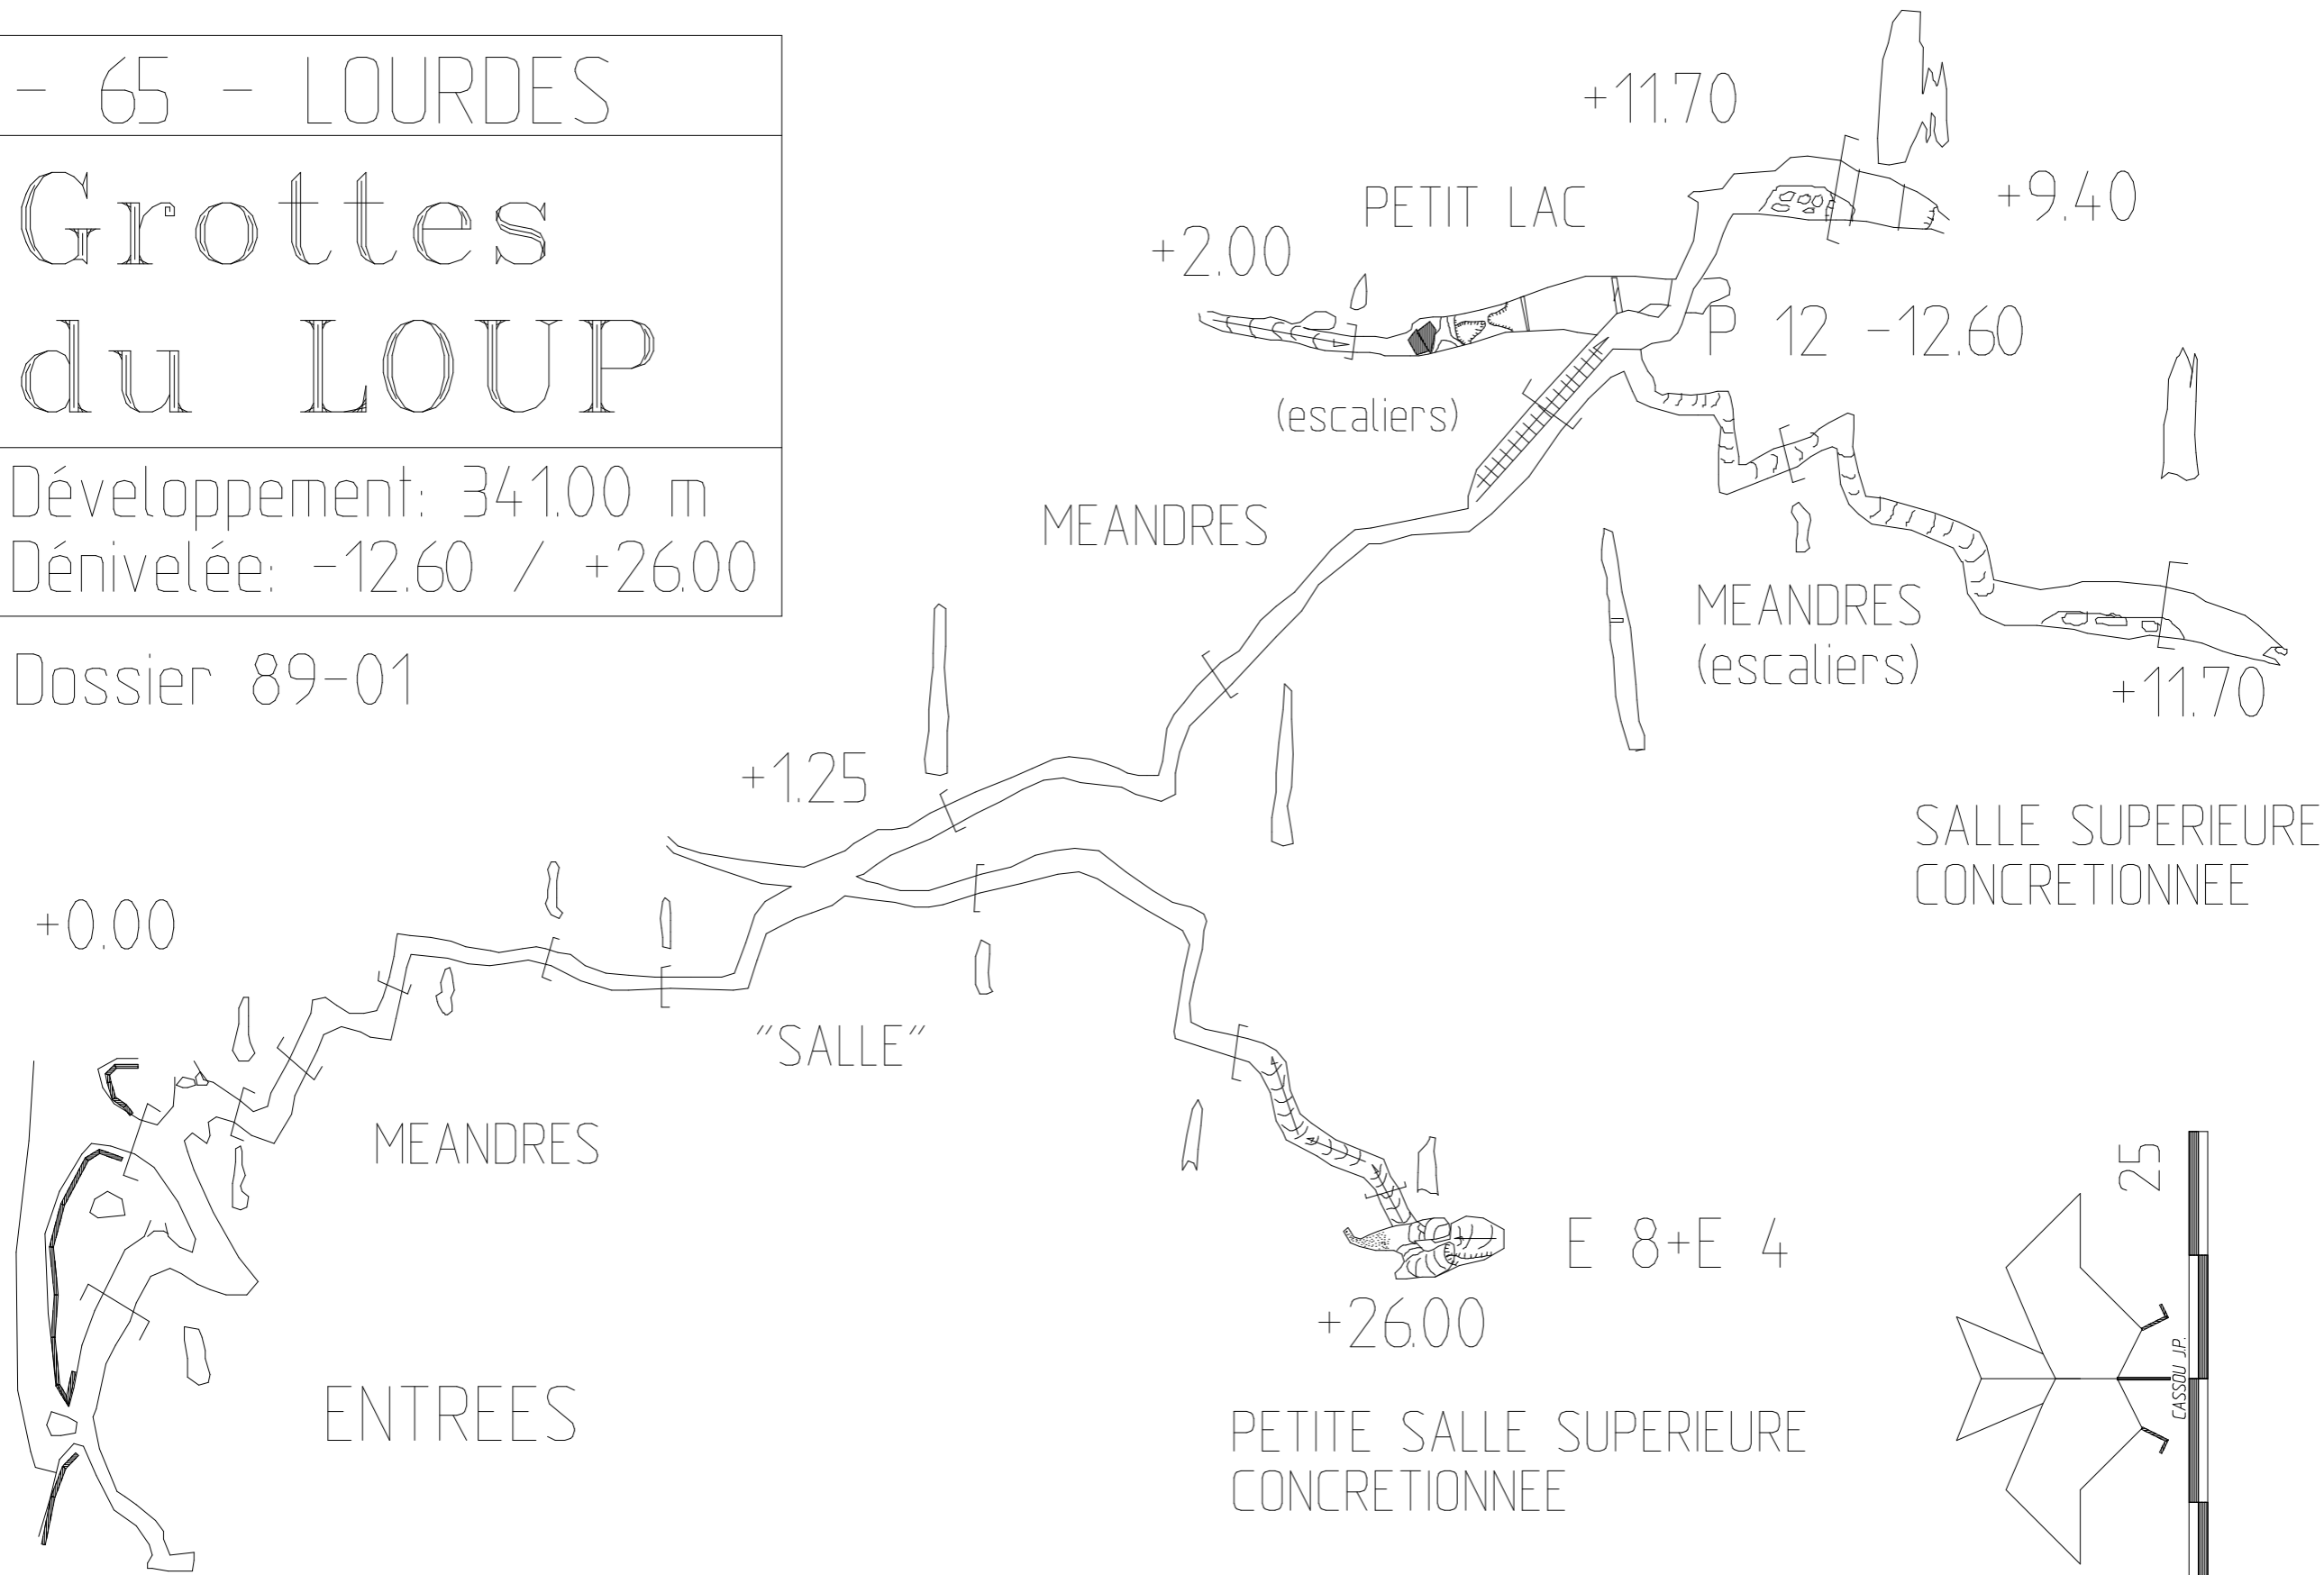 - 65 - LOURDES
Grottes
du LOUP
Développement: 341.00 m
Dénivelée: -12.60 / +26.00
Dossier 89-01
+11.70
+9.40
PETIT LAC
+2.00
P 12 -12.60
(escaliers)
MEANDRES
MEANDRES
(escaliers)
+11.70
+1.25
SALLE SUPERIEURE
CONCRETIONNEE
+0.00
"SALLE"
MEANDRES
E 8+E 4
+26.00
ENTREES
PETITE SALLE SUPERIEURE
CONCRETIONNEE
25
CASSOU J.P.